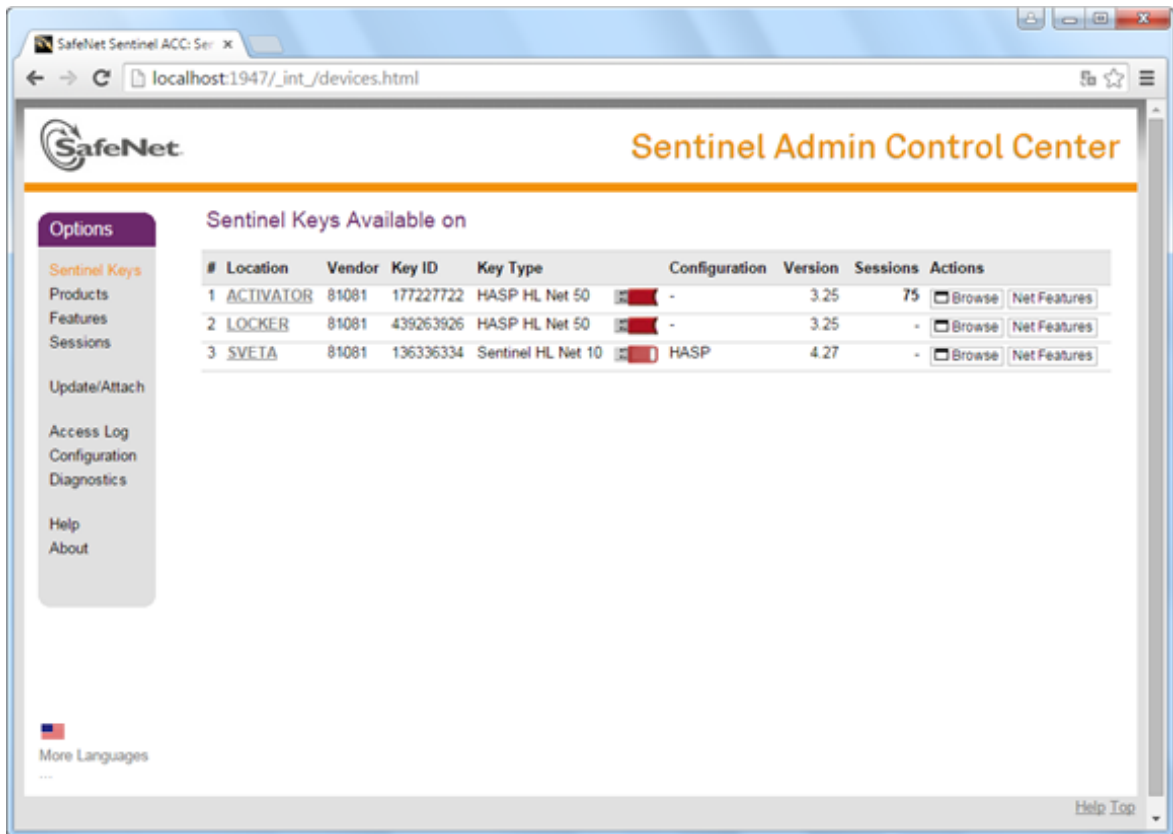 SafeNet Sentinel ACC: Ser
localhost:1947/_int_/devices.html
SafeNet.
Sentinel Admin Control Center
Options
Sentinel Keys
Products
Features
Sessions
Update/Attach
Access Log
Configuration
Diagnostics
Help
About
Sentinel Keys Available on
# Location Vendor Key ID Key Type Configuration Version Sessions Actions
1 ACTIVATOR 81081 177227722 HASP HL Net 50 - 3.25 75 Browse Net Features
2 LOCKER 81081 439263926 HASP HL Net 50 - 3.25 - Browse Net Features
3 SVETA 81081 136336334 Sentinel HL Net 10 HASP 4.27 - Browse Net Features
More Languages
...
Help Top